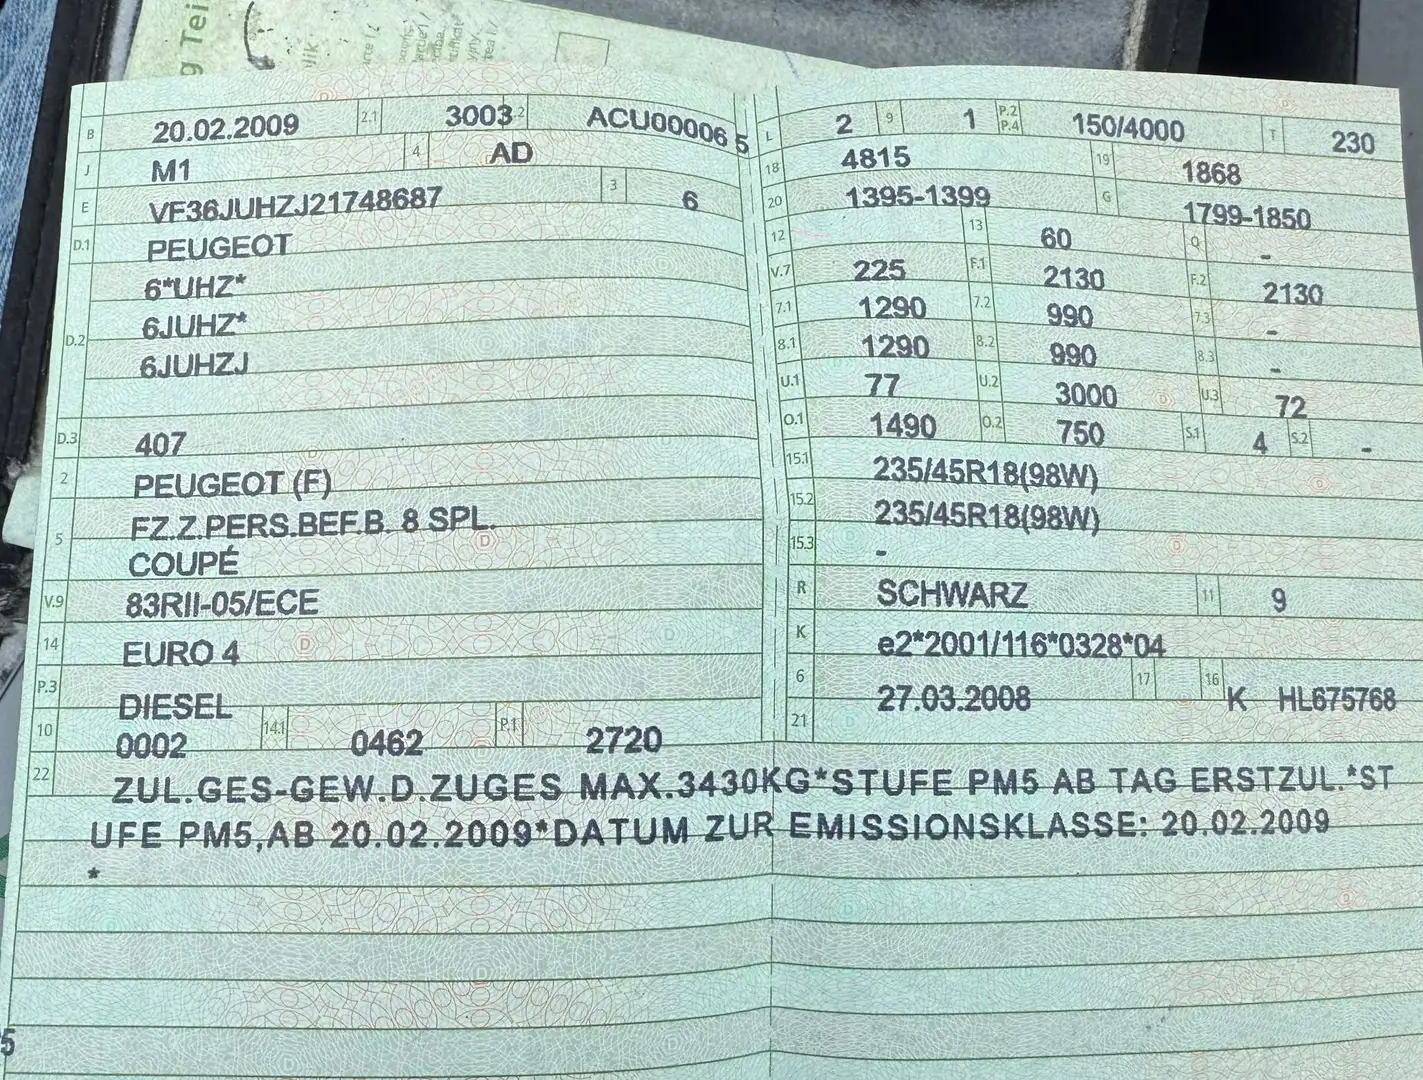 g Tei
B 20.02.2009 2.1 3003 2.2 ACU00006 5
J M1 4 AD
E VF36JUHZJ21748687 3 6
D.1 PEUGEOT
6*UHZ*
D.2 6JUHZ*
6JUHZJ
D.3 407
2 PEUGEOT (F)
5 FZ.Z.PERS.BEF.B. 8 SPL.
COUPÉ
V.9 83RII-05/ECE
14 EURO 4
P.3 DIESEL
10 0002 14.1 0462 P.1 2720
L 2 9 1 P.2 P.4 150/4000 T 230
18 4815 19 1868
20 1395-1399 G 1799-1850
12 13 60 Q -
V.7 225 F.1 2130 F.2 2130
7.1 1290 7.2 990 7.3 -
8.1 1290 8.2 990 8.3 -
U.1 77 U.2 3000 U.3 72
O.1 1490 O.2 750 S.1 4 S.2 -
15.1 235/45R18(98W)
15.2 235/45R18(98W)
15.3 -
R SCHWARZ 11 9
K e2*2001/116*0328*04
6 27.03.2008 17 K 16 HL675768
21
22 ZUL.GES-GEW.D.ZUGES MAX.3430KG*STUFE PM5 AB TAG ERSTZUL.*ST
UFE PM5,AB 20.02.2009*DATUM ZUR EMISSIONSKLASSE: 20.02.2009
*
5